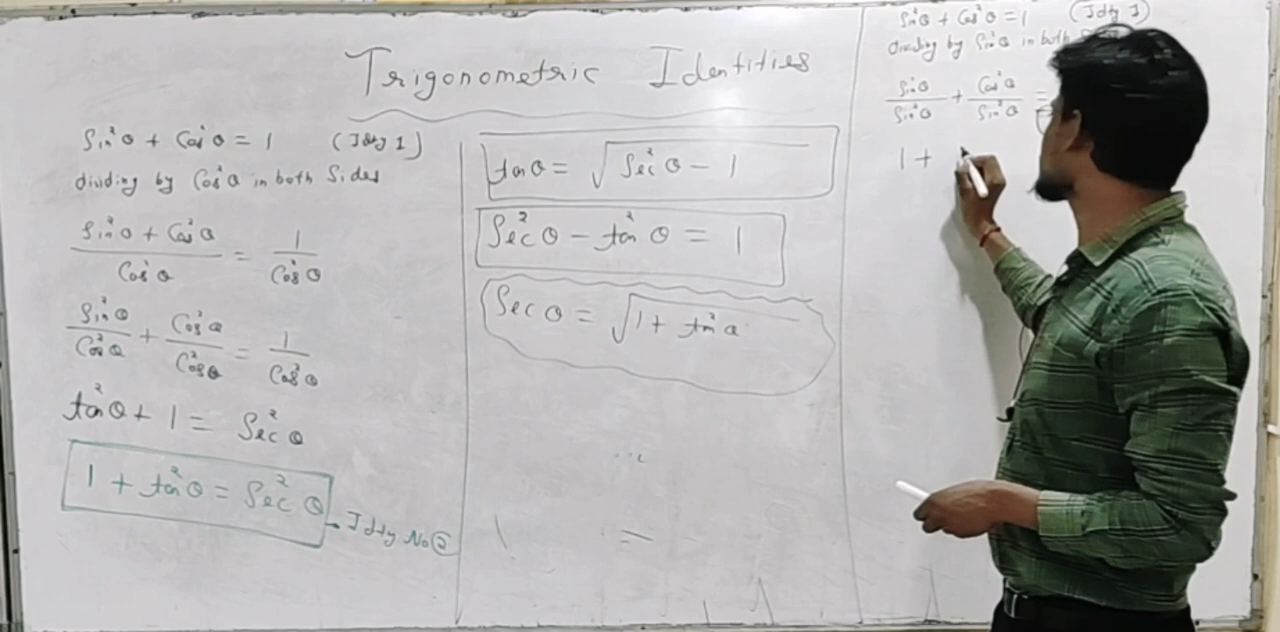 Trigonometric Identities
Sin²θ + Cos²θ = 1 (Idty 1)
dividing by Cos²θ in both Sides
Sin²θ + Cos²θ / Cos²θ = 1 / Cos²θ
Sin²θ / Cos²θ + Cos²θ / Cos²θ = 1 / Cos²θ
tan²θ + 1 = Sec²θ
1 + tan²θ = Sec²θ → Idty No ②
tanθ = √Sec²θ − 1
Sec²θ − tan²θ = 1
Secθ = √1 + tan²θ
Sin²θ + Cos²θ = 1 (Idty 1)
dividing by Sin²θ in both
Sin²θ / Sin²θ + Cos²θ / Sin²θ =
1 +